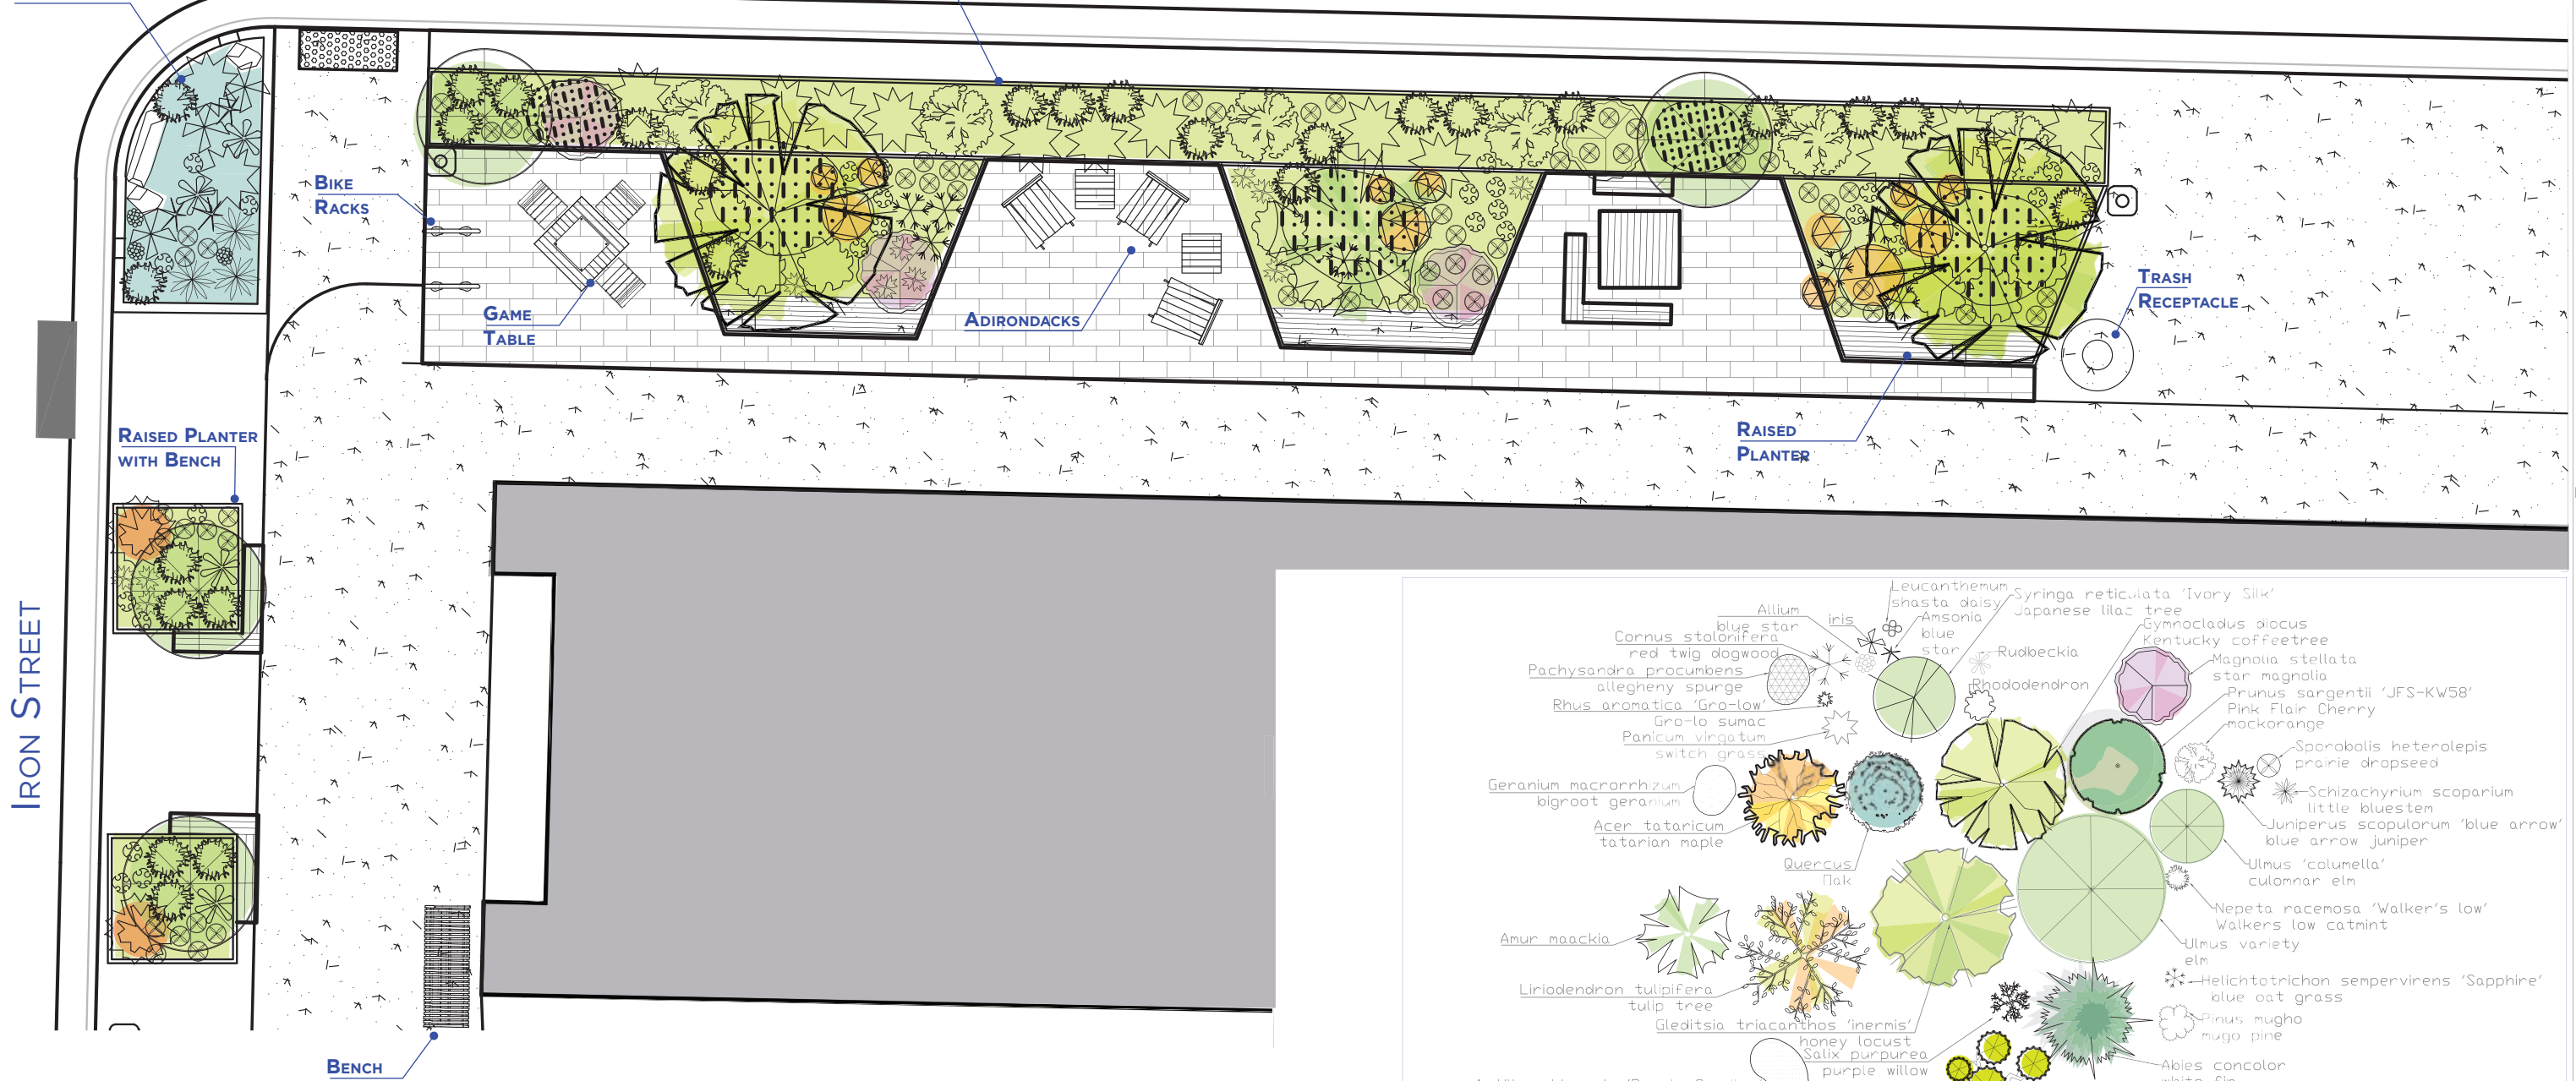 BIKE
RACKS
GAME
TABLE
ADIRONDACKS
TRASH
RECEPTACLE
RAISED PLANTER
WITH BENCH
RAISED
PLANTER
IRON STREET
BENCH
Leucanthemum
shasta daisy
Syringa reticulata 'Ivory Silk'
Japanese lilac tree
Allium
blue star
iris
Amsonia
blue
star
Gymnocladus diocus
Kentucky coffeetree
Cornus stolonifera
red twig dogwood
Rudbeckia
Magnolia stellata
star magnolia
Pachysandra procumbens
allegheny spurge
Rhododendron
Prunus sargentii 'JFS-KW58'
Pink Flair Cherry
mockorange
Rhus aromatica 'Gro-low'
Gro-lo sumac
Panicum virgatum
switch grass
Sporobolis heterolepis
prairie dropseed
Geranium macrorrhizum
bigroot geranium
Schizachyrium scoparium
little bluestem
Acer tataricum
tatarian maple
Juniperus scopulorum 'blue arrow'
blue arrow juniper
Quercus
Oak
Ulmus 'columella'
culomnar elm
Nepeta racemosa 'Walker's low'
Walkers low catmint
Amur maackia
Ulmus variety
elm
Liriodendron tulipifera
tulip tree
Helichtotrichon sempervirens 'Sapphire'
blue oat grass
Gleditsia triacanthos 'inermis'
honey locust
Pinus mugho
mugo pine
Salix purpurea
purple willow
Abies concolor